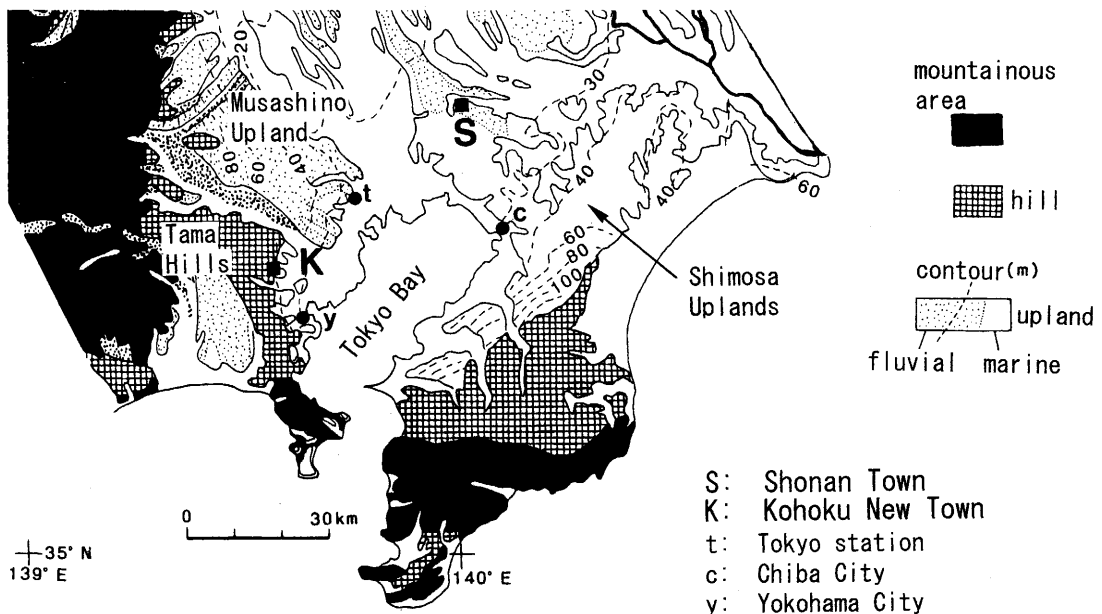 20
30
Musashino
Upland
S
80
60
40
t
40
40
60
c
Tama
Hills
K
60
80
100
y
Tokyo Bay
Shimosa
Uplands
mountainous
area
hill
contour(m)
upland
fluvial marine
0 30km
35° N
139° E
140° E
S: Shonan Town
K: Kohoku New Town
t: Tokyo station
c: Chiba City
y: Yokohama City